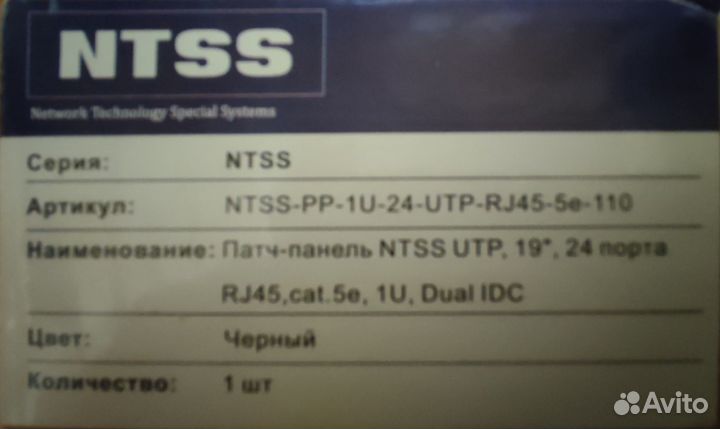 NTSS
Network Technology Special Systems
Серия: NTSS
Артикул: NTSS-PP-1U-24-UTP-RJ45-5e-110
Наименование: Патч-панель NTSS UTP, 19", 24 порта
RJ45,cat.5e, 1U, Dual IDC
Цвет: Черный
Количество: 1 шт
Avito